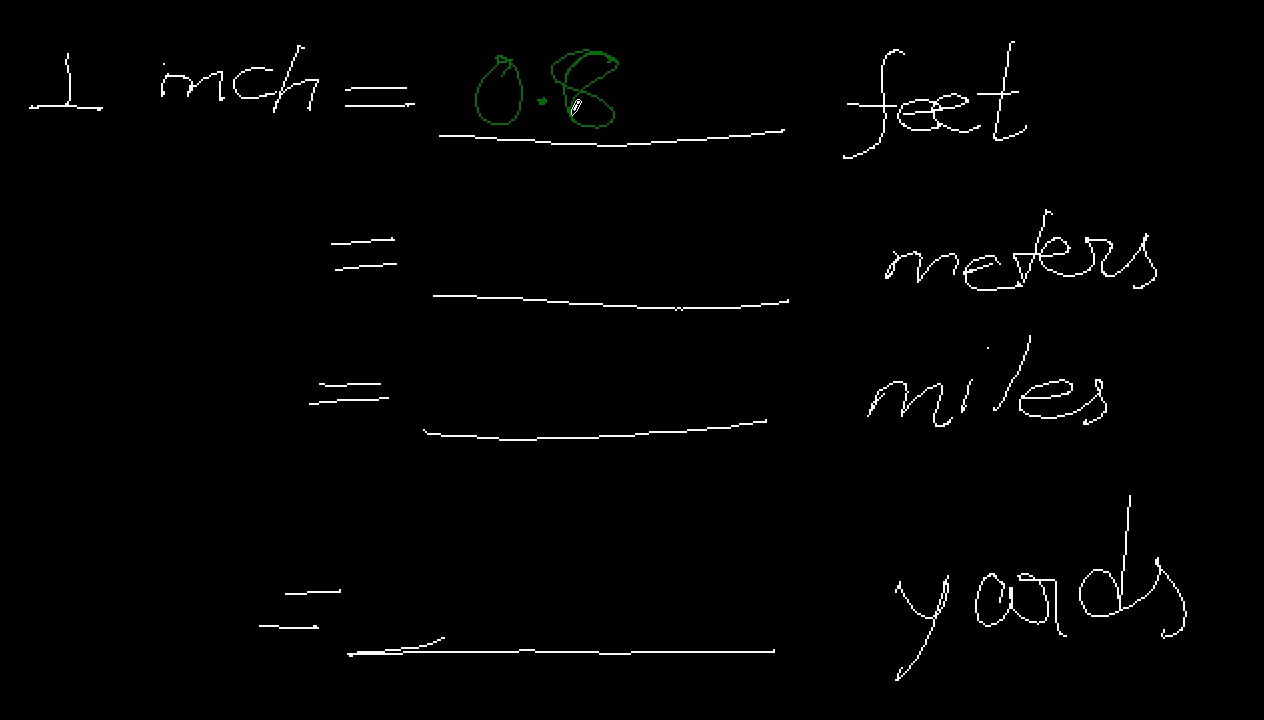 1 inch = 0.8 feet
= meters
= miles
= yards